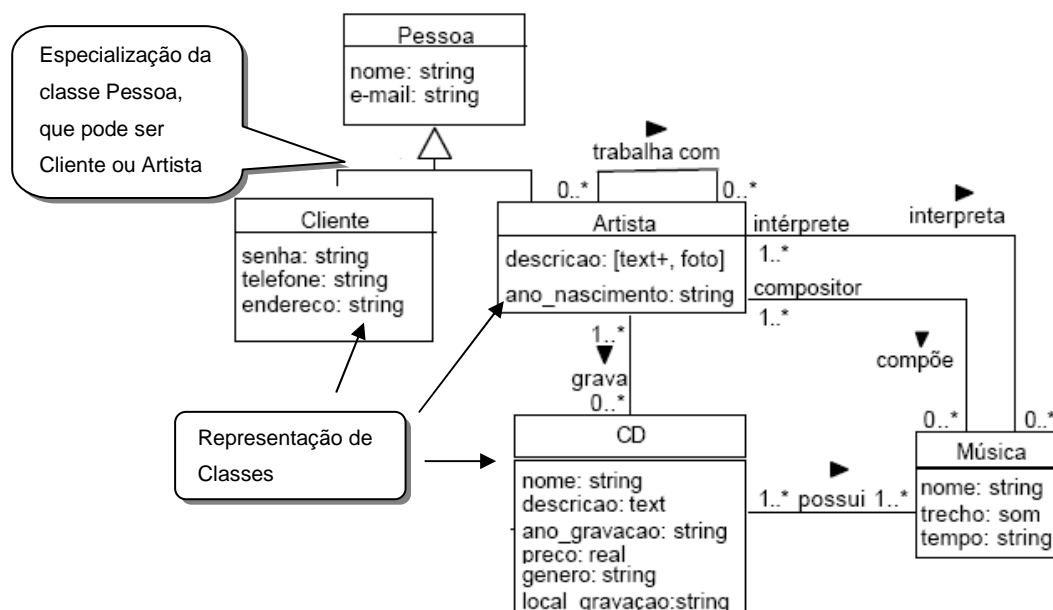 Especialização da
classe Pessoa,
que pode ser
Cliente ou Artista
Pessoa
nome: string
e-mail: string
trabalha com
0..*
0..*
Cliente
senha: string
telefone: string
endereco: string
Artista
descricao: [text+, foto]
ano_nascimento: string
intérprete
1..*
interpreta
compositor
1..*
compõe
0..*
0..*
1..*
grava
0..*
Representação de
Classes
CD
nome: string
descricao: text
ano_gravacao: string
preco: real
genero: string
local_gravação:string
1..* possui 1..*
Música
nome: string
trecho: som
tempo: string